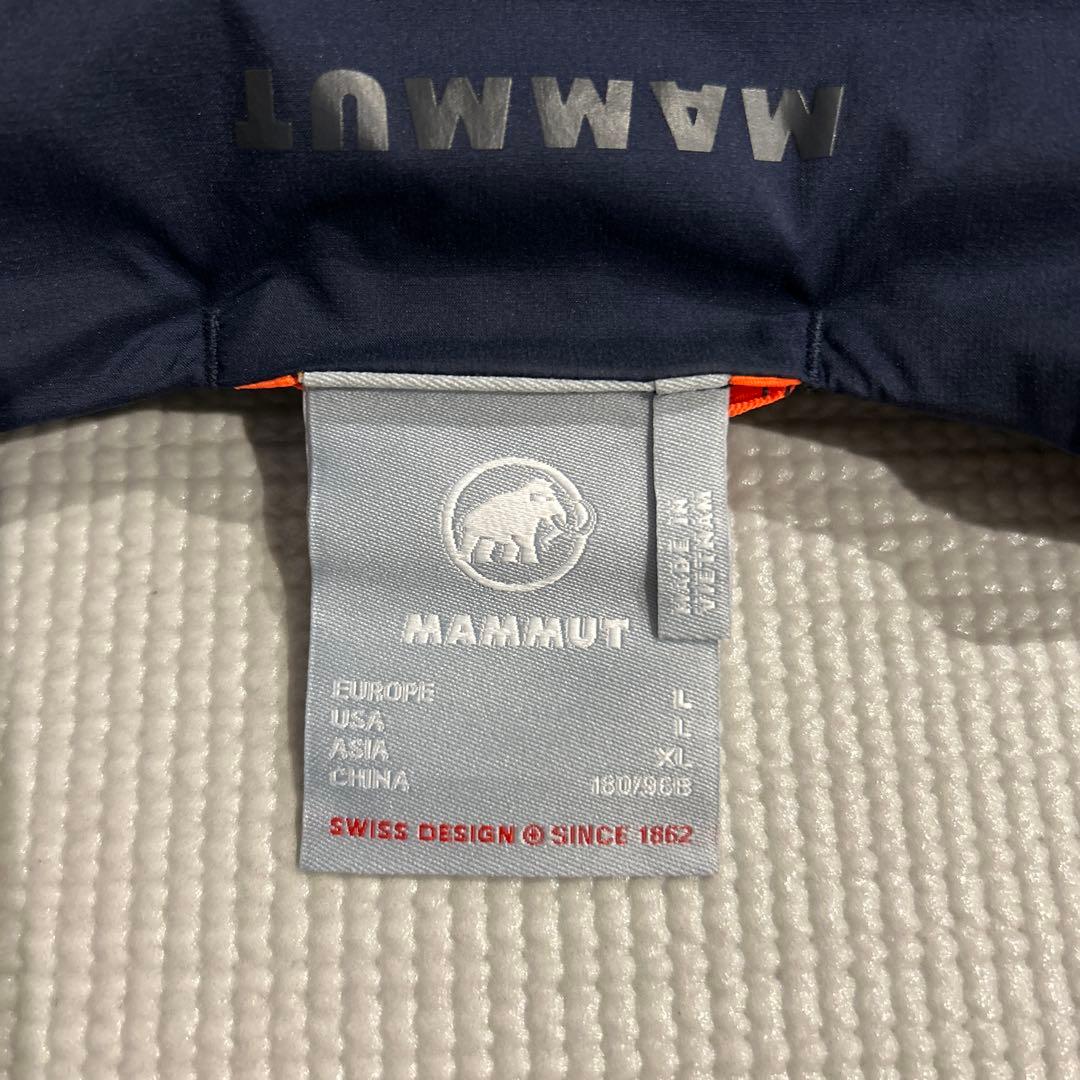 MAMMUT
MAMMUT
MADE IN
VIETNAM
EUROPE L
USA L
ASIA XL
CHINA 180/96B
SWISS DESIGN SINCE 1862